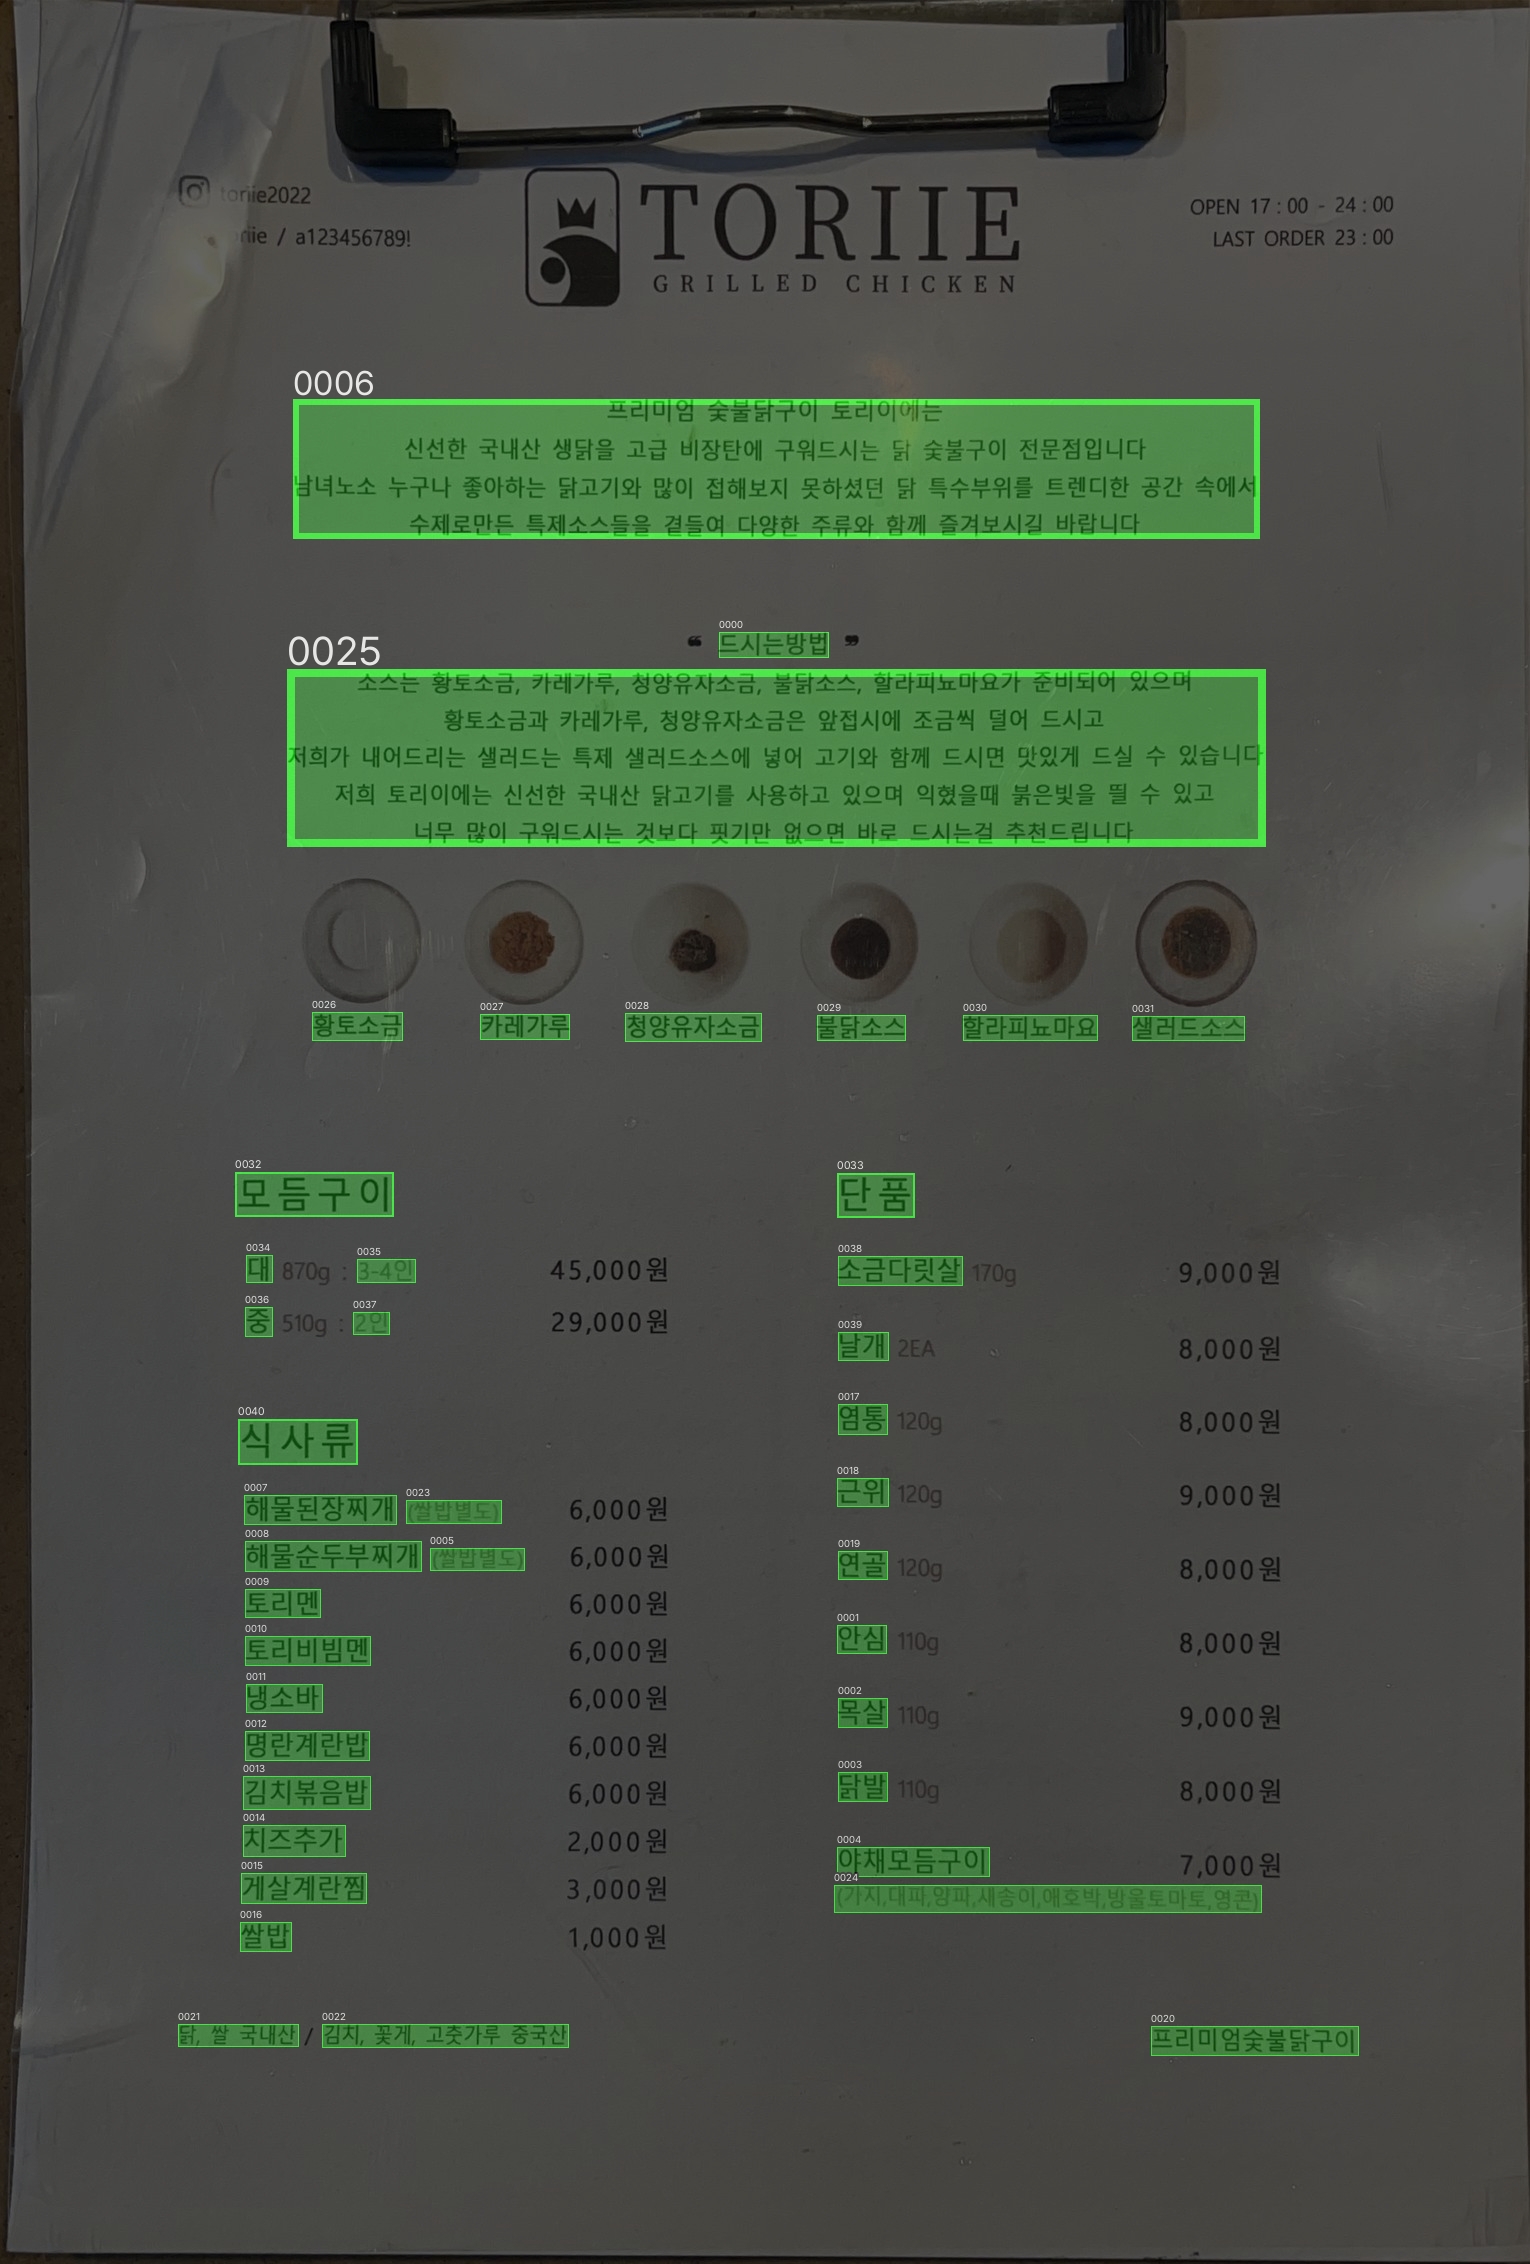 toriie2022
riie / a123456789!
TORIIE
GRILLED CHICKEN
OPEN 17 : 00 - 24 : 00
LAST ORDER 23 : 00
0006
프리미엄 숯불닭구이 토리이에는
신선한 국내산 생닭을 고급 비장탄에 구워드시는 닭 숯불구이 전문점입니다
남녀노소 누구나 좋아하는 닭고기와 많이 접해보지 못하셨던 닭 특수부위를 트렌디한 공간 속에서
수제로만든 특제소스들을 곁들여 다양한 주류와 함께 즐겨보시길 바랍니다
0000
❝ 드시는방법 ❞
0025
소스는 황토소금, 카레가루, 청양유자소금, 불닭소스, 할라피뇨마요가 준비되어 있으며
황토소금과 카레가루, 청양유자소금은 앞접시에 조금씩 덜어 드시고
저희가 내어드리는 샐러드는 특제 샐러드소스에 넣어 고기와 함께 드시면 맛있게 드실 수 있습니다
저희 토리이에는 신선한 국내산 닭고기를 사용하고 있으며 익혔을때 붉은빛을 띌 수 있고
너무 많이 구워드시는 것보다 핏기만 없으면 바로 드시는걸 추천드립니다
0026 0027 0028 0029 0030 0031
황토소금 카레가루 청양유자소금 불닭소스 할라피뇨마요 샐러드소스
0032
모듬구이
0034 0035
대 870g : 3-4인 45,000원
0036 0037
중 510g : 2인 29,000원
0040
식사류
0007 0023
해물된장찌개 (쌀밥별도) 6,000원
0008 0005
해물순두부찌개 (쌀밥별도) 6,000원
0009
토리멘 6,000원
0010
토리비빔멘 6,000원
0011
냉소바 6,000원
0012
명란계란밥 6,000원
0013
김치볶음밥 6,000원
0014
치즈추가 2,000원
0015
게살계란찜 3,000원
0016
쌀밥 1,000원
0033
단품
0038
소금다릿살 170g 9,000원
0039
날개 2EA 8,000원
0017
염통 120g 8,000원
0018
근위 120g 9,000원
0019
연골 120g 8,000원
0001
안심 110g 8,000원
0002
목살 110g 9,000원
0003
닭발 110g 8,000원
0004
야채모듬구이 7,000원
0024
(가지,대파,양파,새송이,애호박,방울토마토,영콘)
0021 0022
닭, 쌀 국내산 / 김치, 꽃게, 고춧가루 중국산
0020
프리미엄숯불닭구이